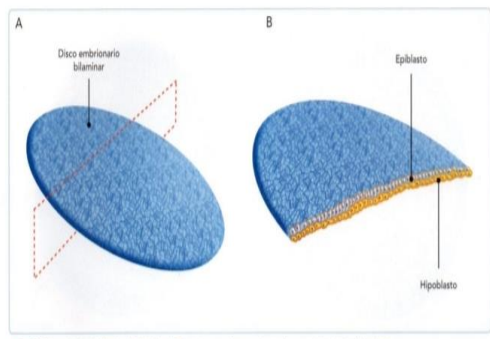 A
B
Disco embrionario
bilaminar
Epiblasto
Hipoblasto